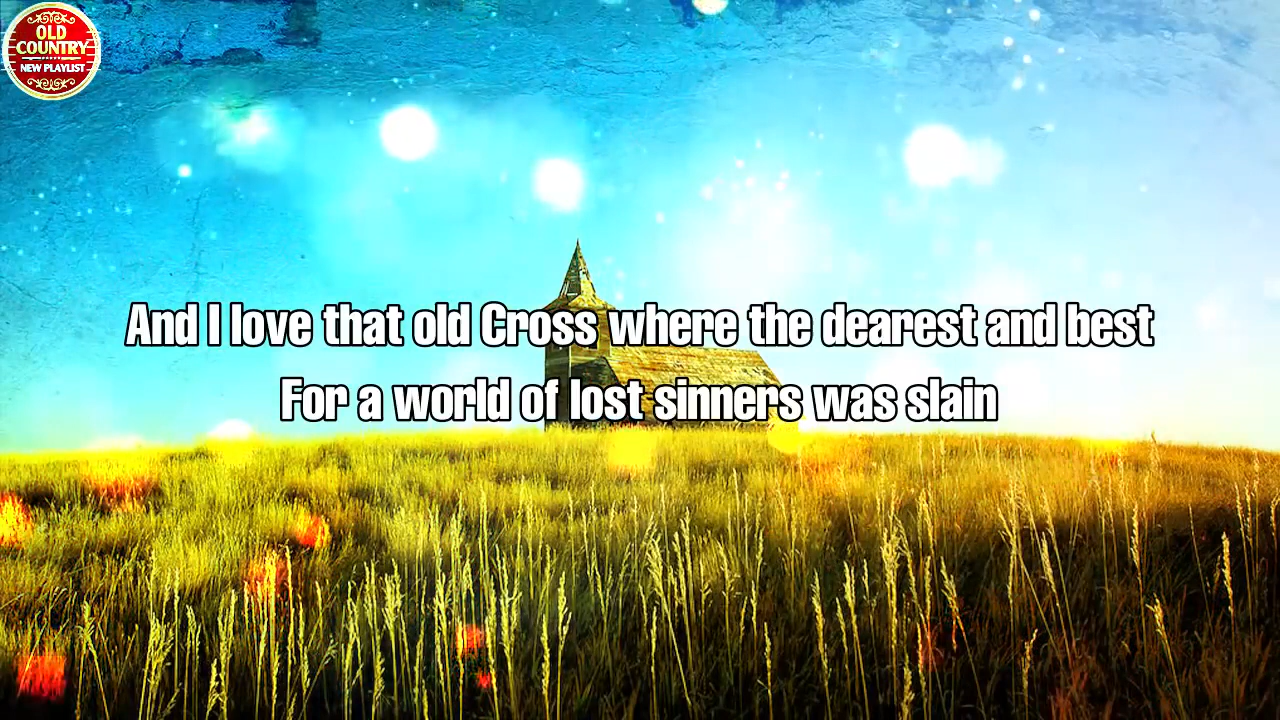 OLD
COUNTRY
NEW PLAYLIST
And I love that old Cross where the dearest and best
For a world of lost sinners was slain